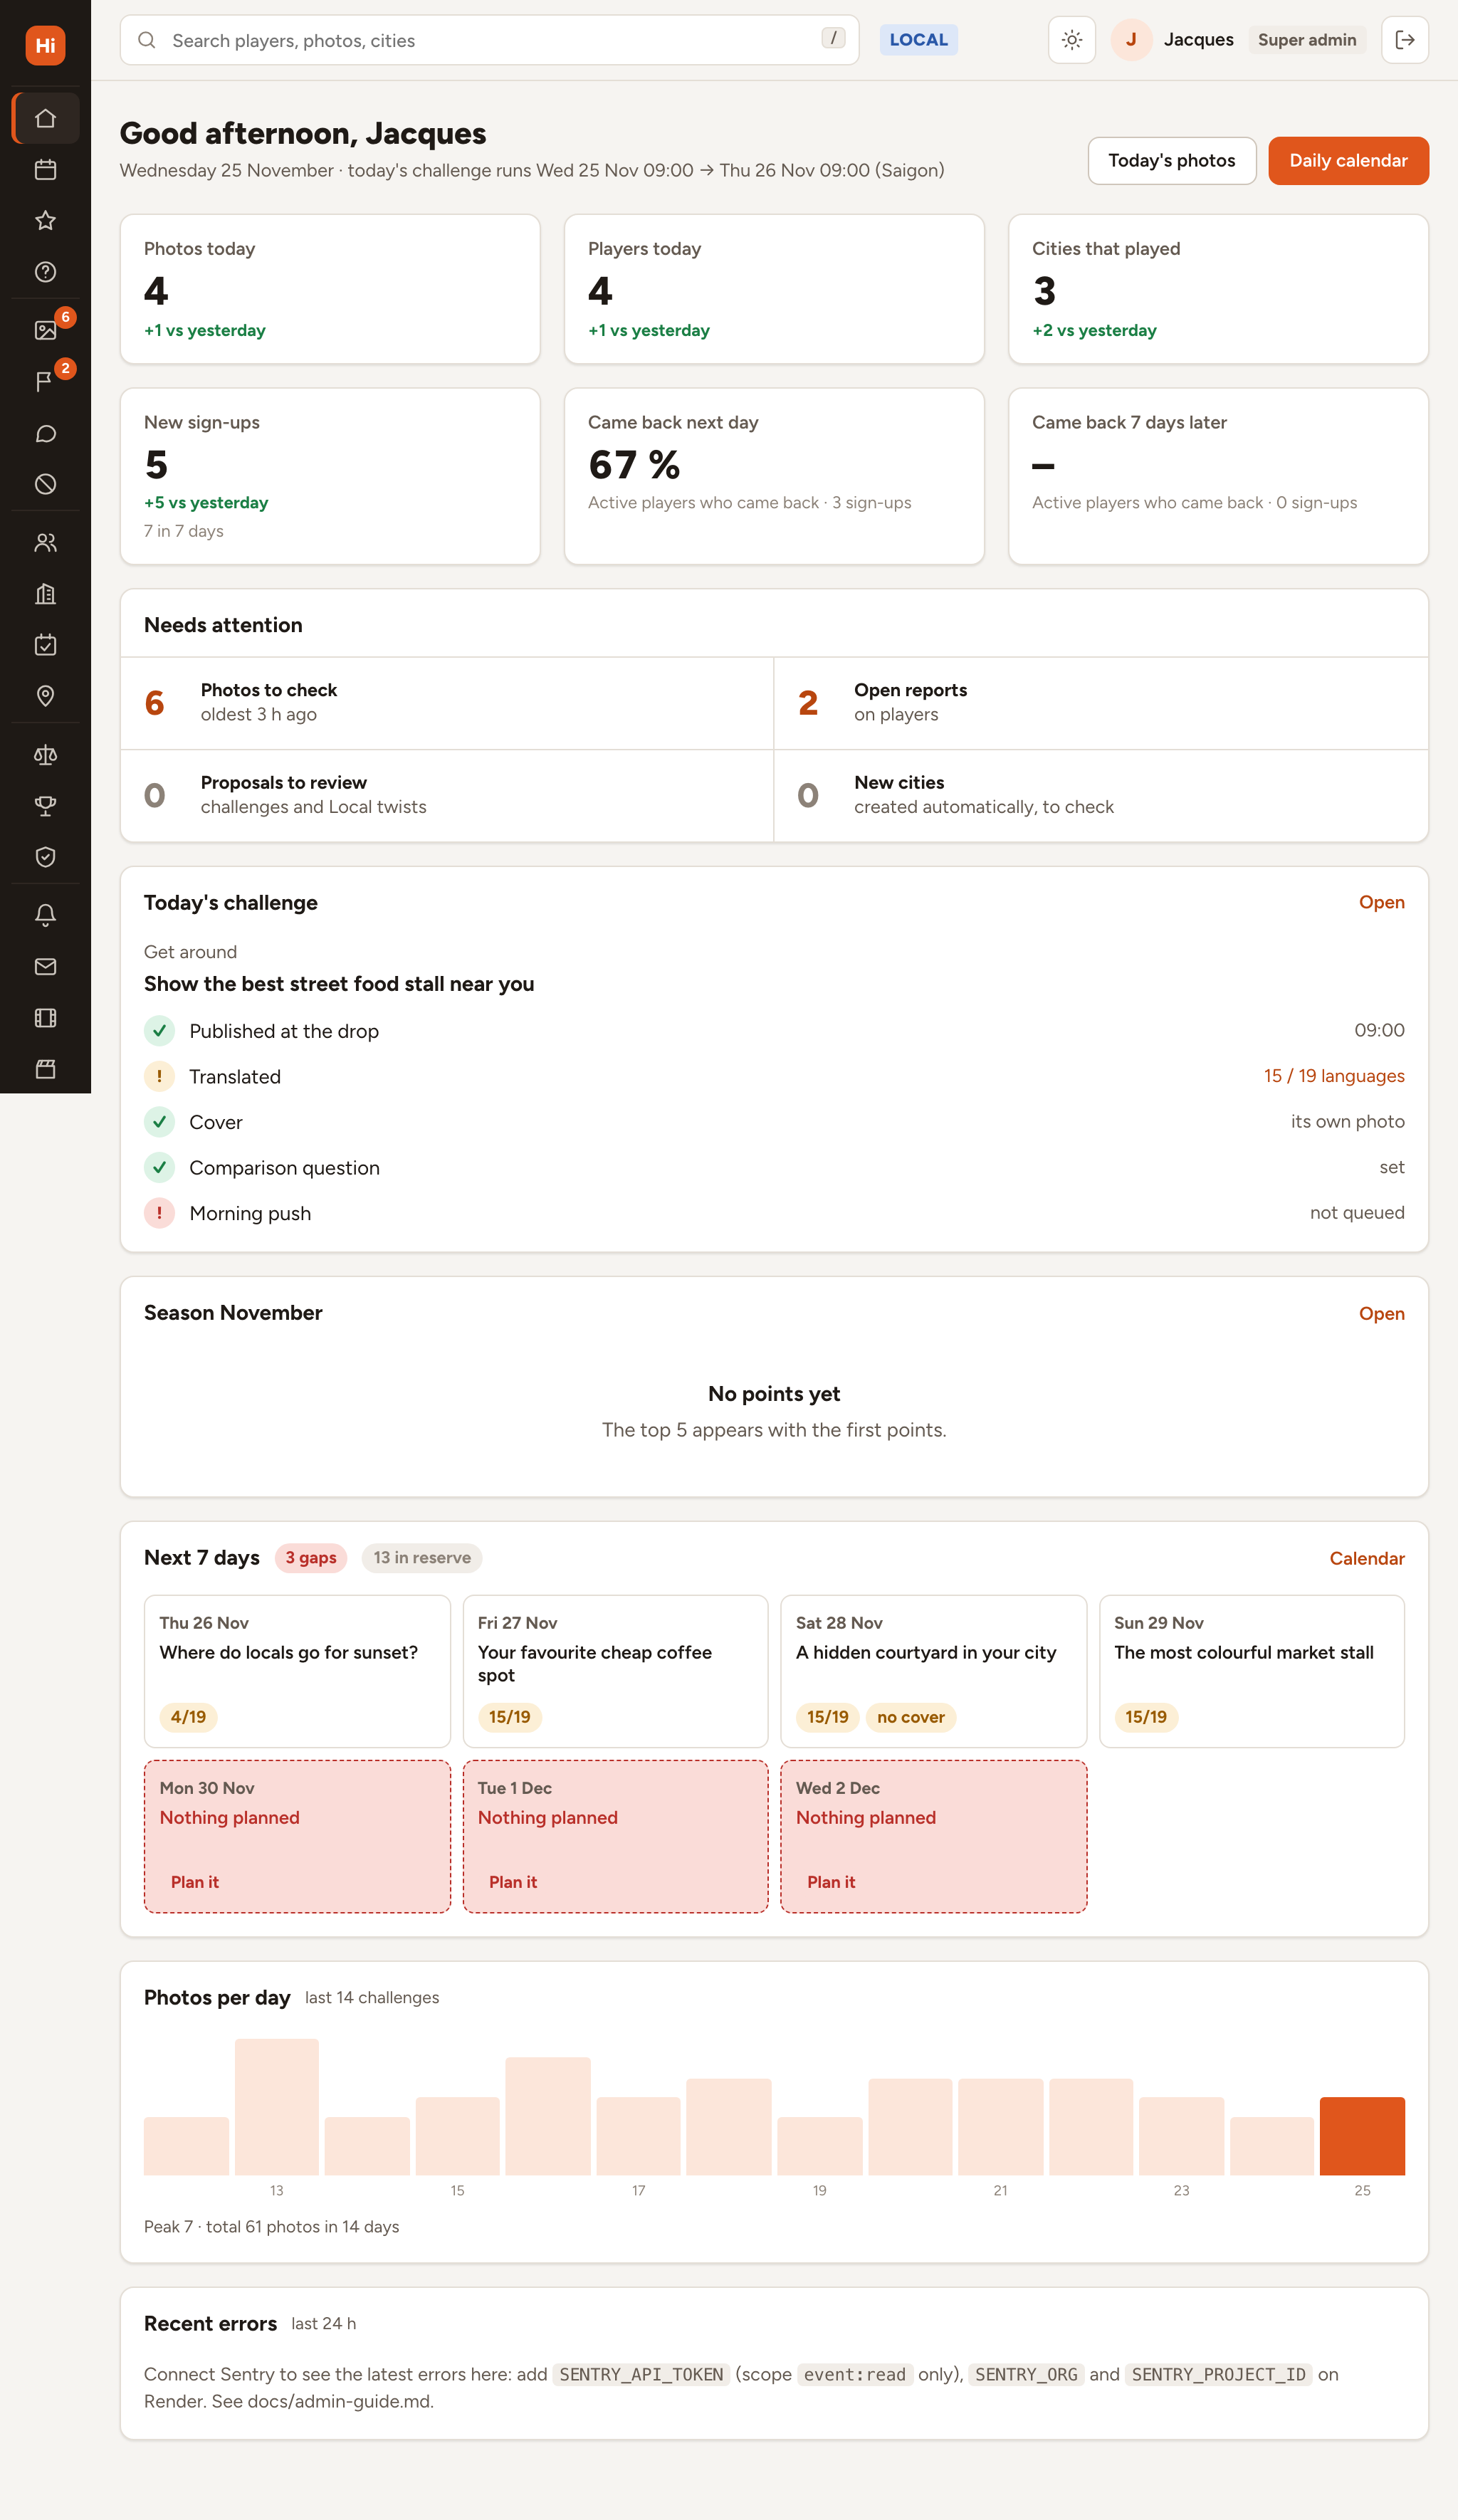 Hi
Search players, photos, cities
/
LOCAL
J
Jacques
Super admin
6
2
Good afternoon, Jacques
Wednesday 25 November · today's challenge runs Wed 25 Nov 09:00 → Thu 26 Nov 09:00 (Saigon)
Today's photos
Daily calendar
Photos today
4
+1 vs yesterday
Players today
4
+1 vs yesterday
Cities that played
3
+2 vs yesterday
New sign-ups
5
+5 vs yesterday
7 in 7 days
Came back next day
67 %
Active players who came back · 3 sign-ups
Came back 7 days later
–
Active players who came back · 0 sign-ups
Needs attention
6
Photos to check
oldest 3 h ago
2
Open reports
on players
0
Proposals to review
challenges and Local twists
0
New cities
created automatically, to check
Today's challenge
Open
Get around
Show the best street food stall near you
Published at the drop
09:00
! Translated
15 / 19 languages
Cover
its own photo
Comparison question
set
! Morning push
not queued
Season November
Open
No points yet
The top 5 appears with the first points.
Next 7 days
3 gaps
13 in reserve
Calendar
Thu 26 Nov
Where do locals go for sunset?
4/19
Fri 27 Nov
Your favourite cheap coffee
spot
15/19
Sat 28 Nov
A hidden courtyard in your city
15/19
no cover
Sun 29 Nov
The most colourful market stall
15/19
Mon 30 Nov
Nothing planned
Plan it
Tue 1 Dec
Nothing planned
Plan it
Wed 2 Dec
Nothing planned
Plan it
Photos per day
last 14 challenges
13
15
17
19
21
23
25
Peak 7 · total 61 photos in 14 days
Recent errors
last 24 h
Connect Sentry to see the latest errors here: add SENTRY_API_TOKEN (scope event:read only), SENTRY_ORG and SENTRY_PROJECT_ID on
Render. See docs/admin-guide.md.